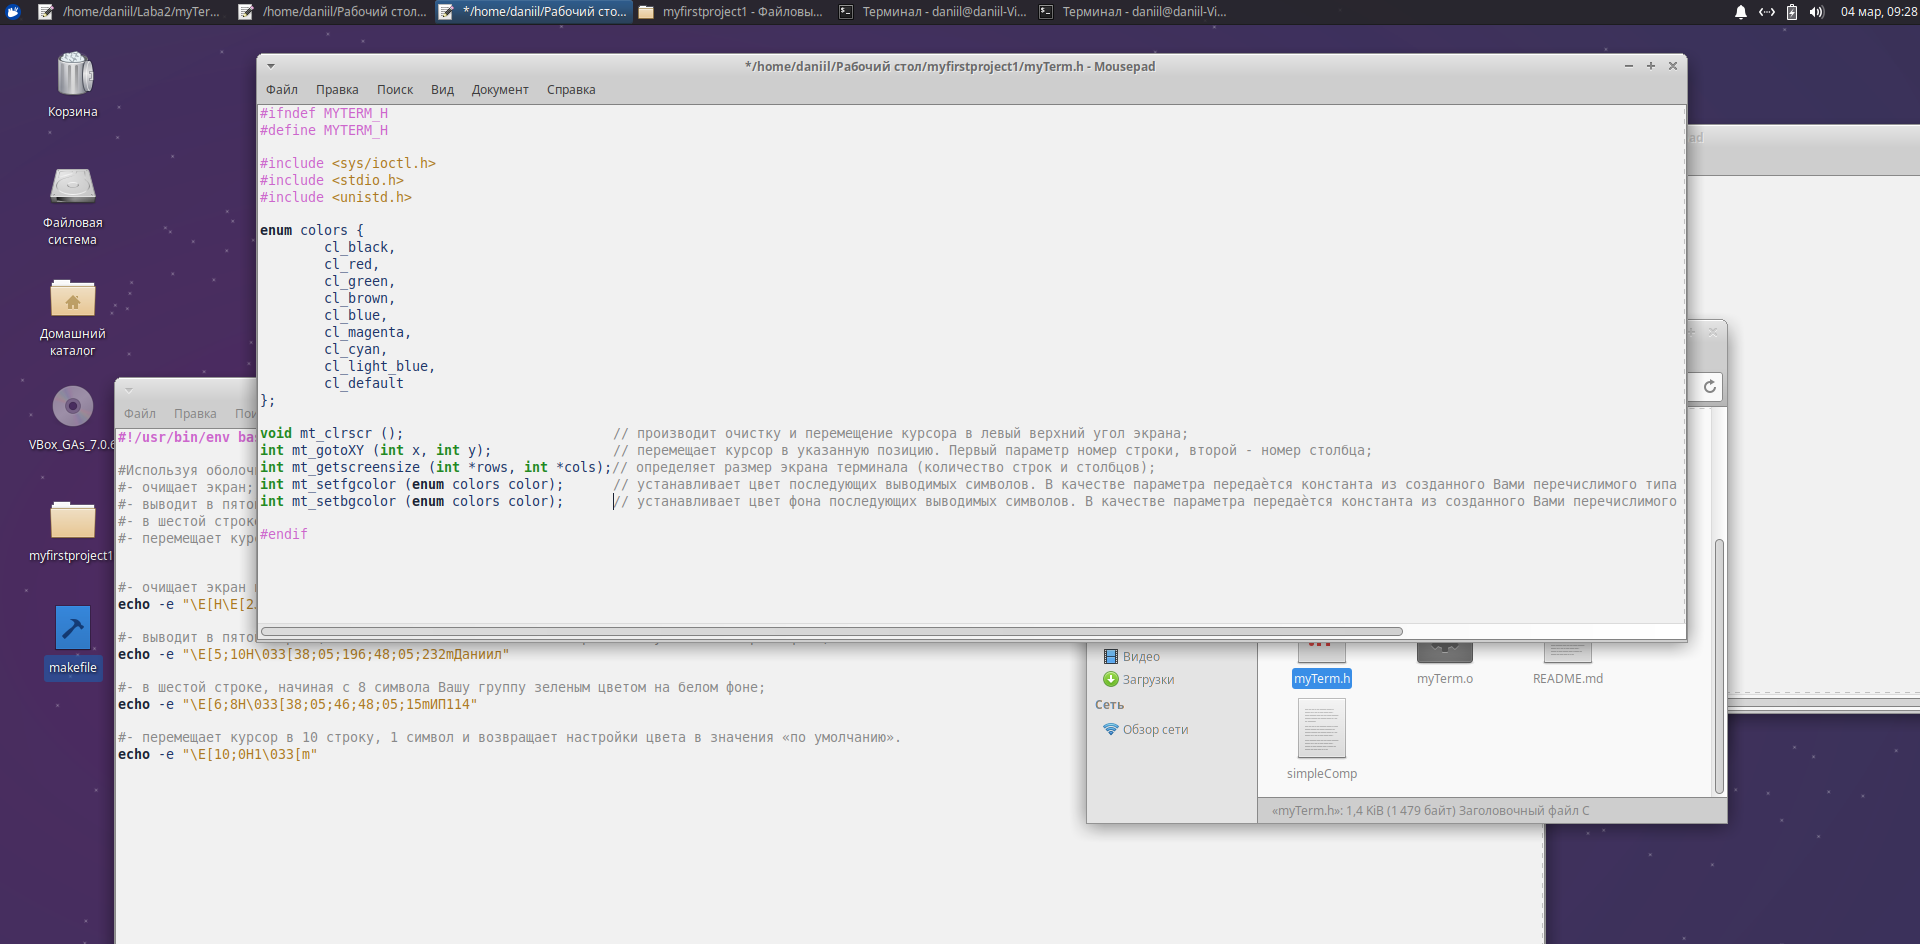 /home/daniil/Laba2/myTer...
/home/daniil/Рабочий стол...
*/home/daniil/Рабочий сто...
myfirstproject1 - Файловы...
Терминал - daniil@daniil-Vi...
Терминал - daniil@daniil-Vi...
04 мар, 09:28
Корзина
Файловая
система
Домашний
каталог
VBox_GAs_7.0.6
myfirstproject1
makefile
*/home/daniil/Рабочий стол/myfirstproject1/myTerm.h - Mousepad
Файл Правка Поиск Вид Документ Справка
#ifndef MYTERM_H
#define MYTERM_H
#include <sys/ioctl.h>
#include <stdio.h>
#include <unistd.h>
enum colors {
cl_black,
cl_red,
cl_green,
cl_brown,
cl_blue,
cl_magenta,
cl_cyan,
cl_light_blue,
cl_default
};
void mt_clrscr (); // производит очистку и перемещение курсора в левый верхний угол экрана;
int mt_gotoXY (int x, int y); // перемещает курсор в указанную позицию. Первый параметр номер строки, второй - номер столбца;
int mt_getscreensize (int *rows, int *cols);// определяет размер экрана терминала (количество строк и столбцов);
int mt_setfgcolor (enum colors color); // устанавливает цвет последующих выводимых символов. В качестве параметра передаѐтся константа из созданного Вами перечислимого типа
int mt_setbgcolor (enum colors color); // устанавливает цвет фона последующих выводимых символов. В качестве параметра передаѐтся константа из созданного Вами перечислимого
#endif
ad
Файл Правка Пои
#!/usr/bin/env ba
#Используя оболоч
#- очищает экран;
#- выводит в пято
#- в шестой строк
#- перемещает кур
#- очищает экран
echo -e "\E[H\E[2
#- выводит в пято
echo -e "\E[5;10H\033[38;05;196;48;05;232mДаниил"
#- в шестой строке, начиная с 8 символа Вашу группу зеленым цветом на белом фоне;
echo -e "\E[6;8H\033[38;05;46;48;05;15mИП114"
#- перемещает курсор в 10 строку, 1 символ и возвращает настройки цвета в значения «по умолчанию».
echo -e "\E[10;0H1\033[m"
Видео
Загрузки
Сеть
Обзор сети
myTerm.h
myTerm.o
README.md
simpleComp
«myTerm.h»: 1,4 KiB (1 479 байт) Заголовочный файл C